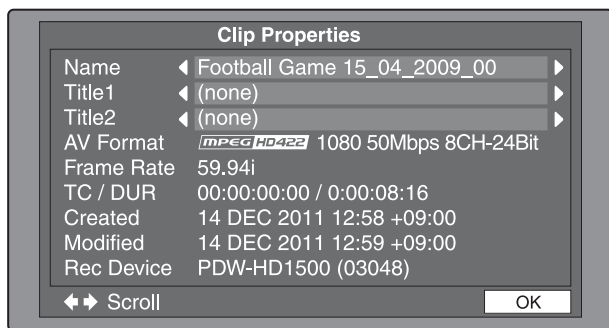 Clip Properties
Name Football Game 15_04_2009_00
Title1 (none)
Title2 (none)
AV Format MPEG HD422 1080 50Mbps 8CH-24Bit
Frame Rate 59.94i
TC / DUR 00:00:00:00 / 0:00:08:16
Created 14 DEC 2011 12:58 +09:00
Modified 14 DEC 2011 12:59 +09:00
Rec Device PDW-HD1500 (03048)
Scroll OK